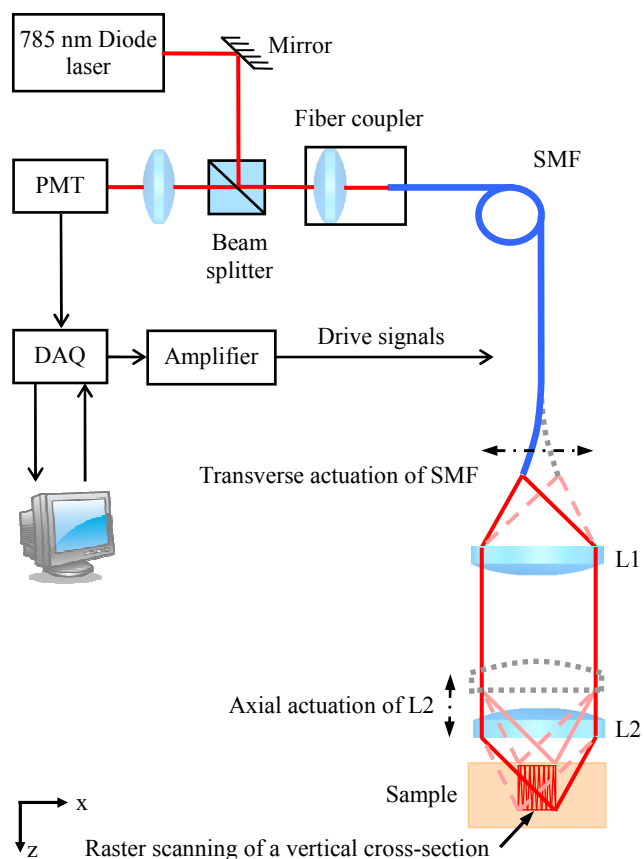 785 nm Diode
laser
Mirror
Fiber coupler
SMF
PMT
Beam
splitter
DAQ
Amplifier
Drive signals
Transverse actuation of SMF
L1
Axial actuation of L2
L2
Sample
x
z
Raster scanning of a vertical cross-section